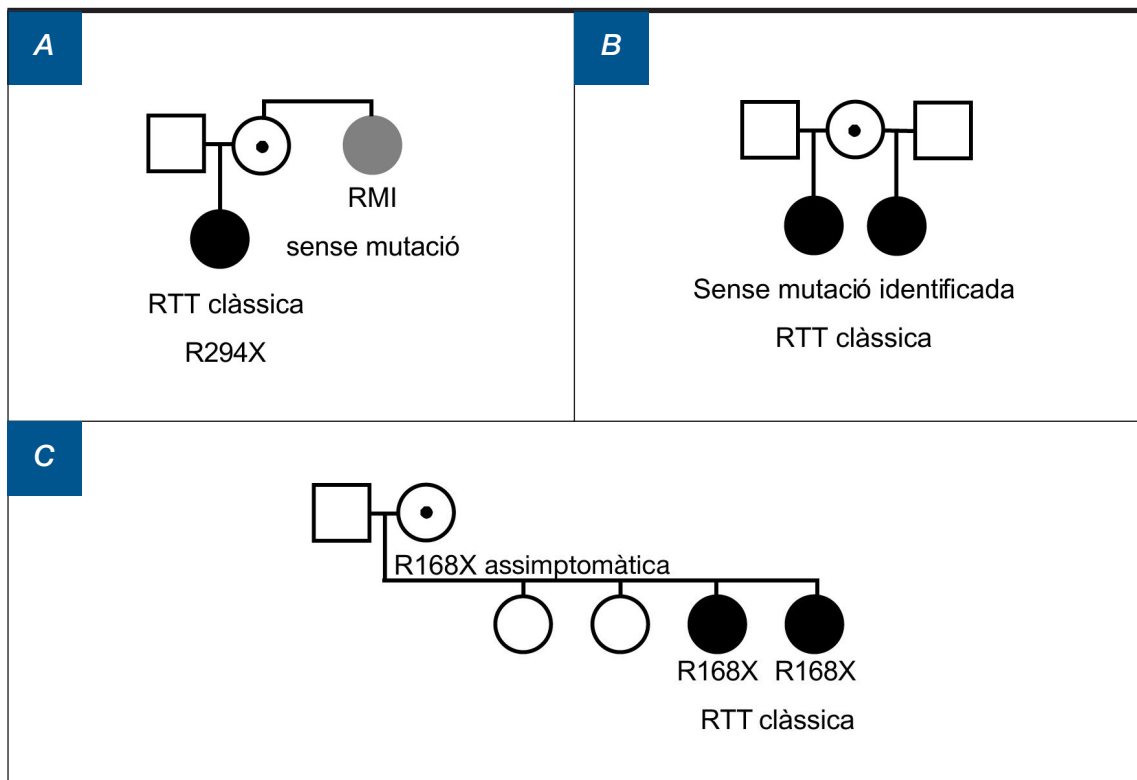 A
RMI
sense mutació
RTT clàssica
R294X
B
Sense mutació identificada
RTT clàssica
C
R168X assimptomàtica
R168X R168X
RTT clàssica